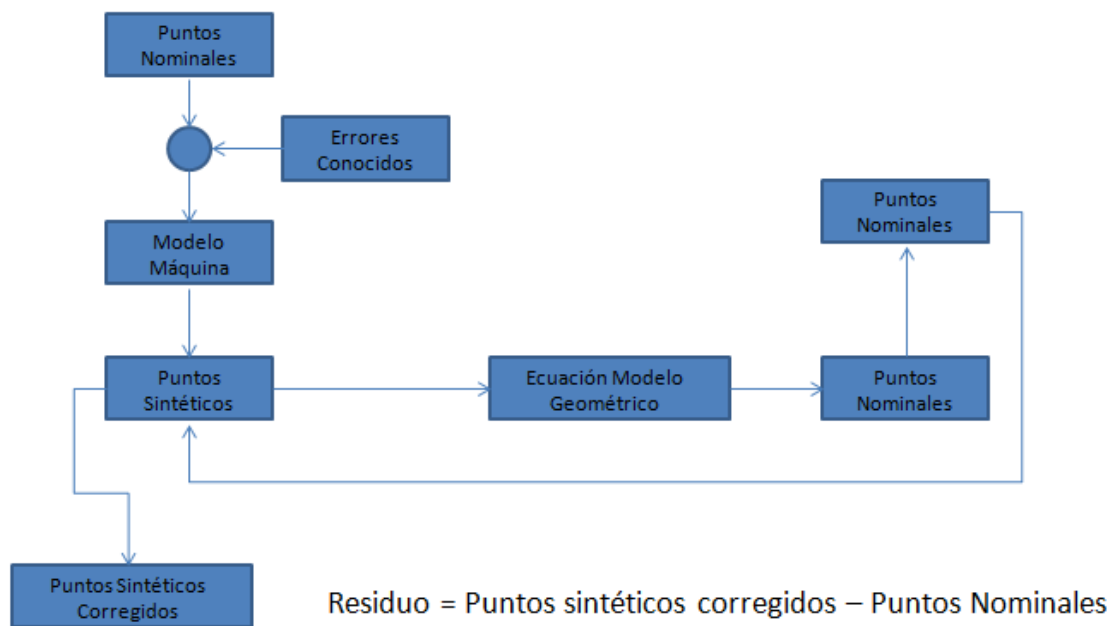 Puntos
Nominales
Errores
Conocidos
Modelo
Máquina
Puntos
Nominales
Puntos
Sintéticos
Ecuación Modelo
Geométrico
Puntos
Nominales
Puntos Sintéticos
Corregidos
Residuo = Puntos sintéticos corregidos – Puntos Nominales